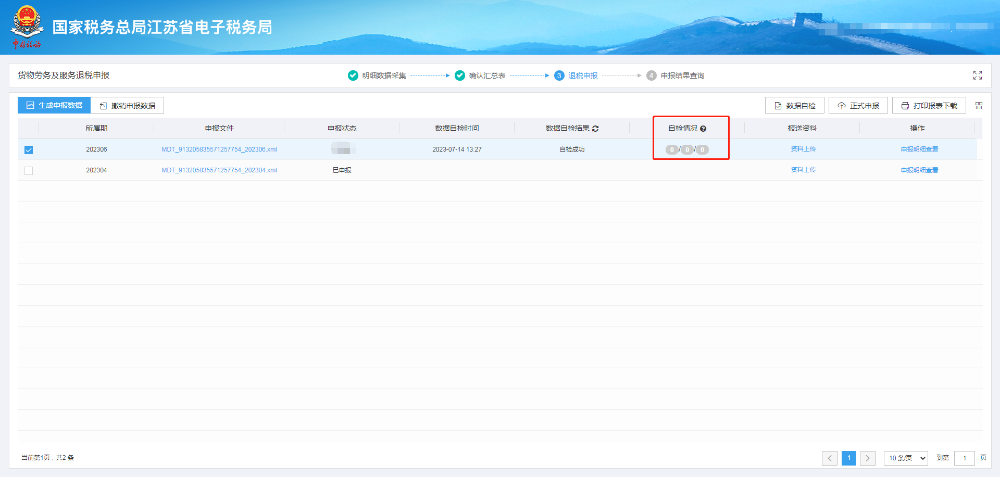 国家税务总局江苏省电子税务局
中国税务
货物劳务及服务退税申报
明细数据采集 确认汇总表 3 退税申报 4 申报结果查询
生成申报数据 撤销申报数据 数据自检 正式申报 打印报表下载
所属期 申报文件 申报状态 数据自检时间 数据自检结果 自检情况 报送资料 操作
202306 MDT_913205835571257754_202306.xml 2023-07-14 13:27 自检成功 0/0/0 资料上传 申报明细查看
202304 MDT_913205835571257754_202304.xml 已申报 资料上传 申报明细查看
当前第1页，共2 条 1 10 条/页 到第 1 页